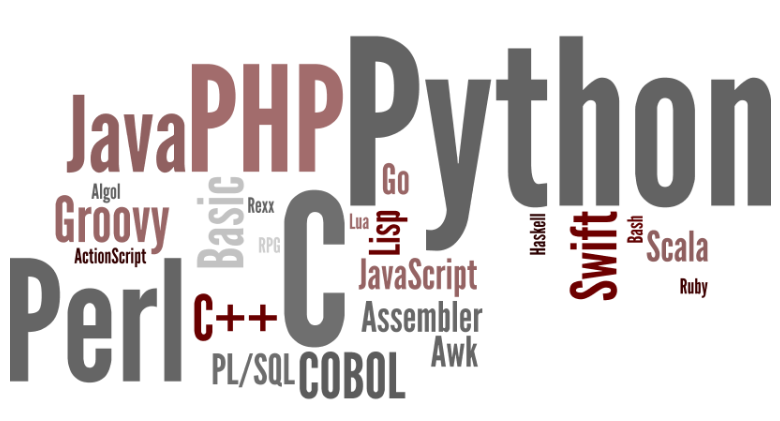 Python
PHP
Java
Go
Algol
Basic
Rexx
Groovy
C
Lua
Lisp
Haskell
Swift
Bash
Scala
RPG
ActionScript
JavaScript
Ruby
Perl
C++
Assembler
Awk
PL/SQL
COBOL